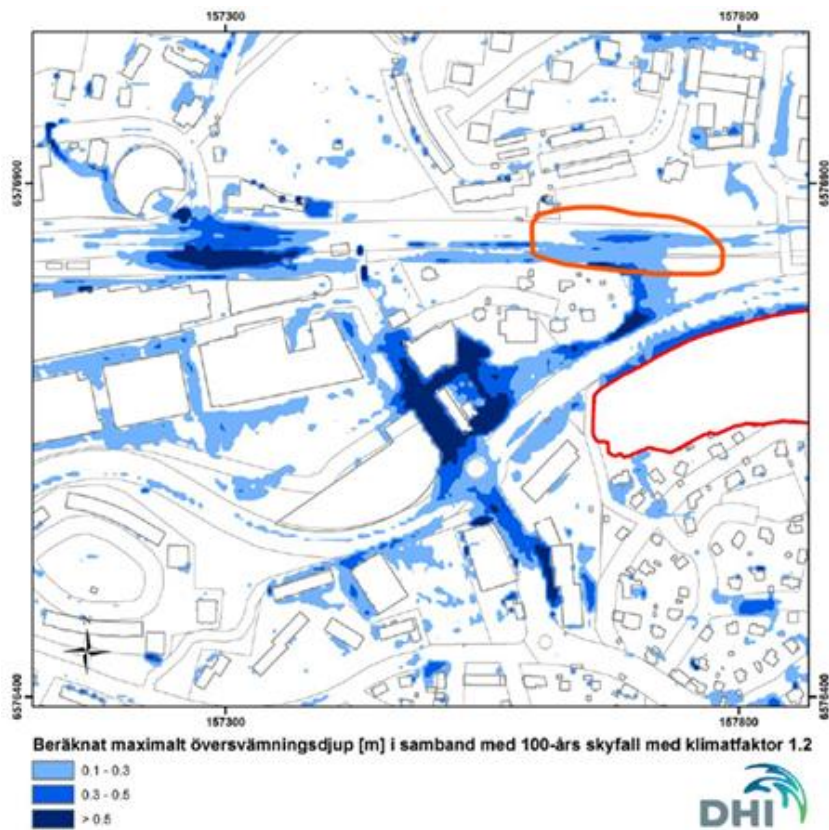 157300
157800
6576900
6576900
6576400
6576400
157300
157800
Beräknat maximalt översvämningsdjup [m] i samband med 100-års skyfall med klimatfaktor 1.2
0.1 - 0.3
0.3 - 0.5
> 0.5
DHI